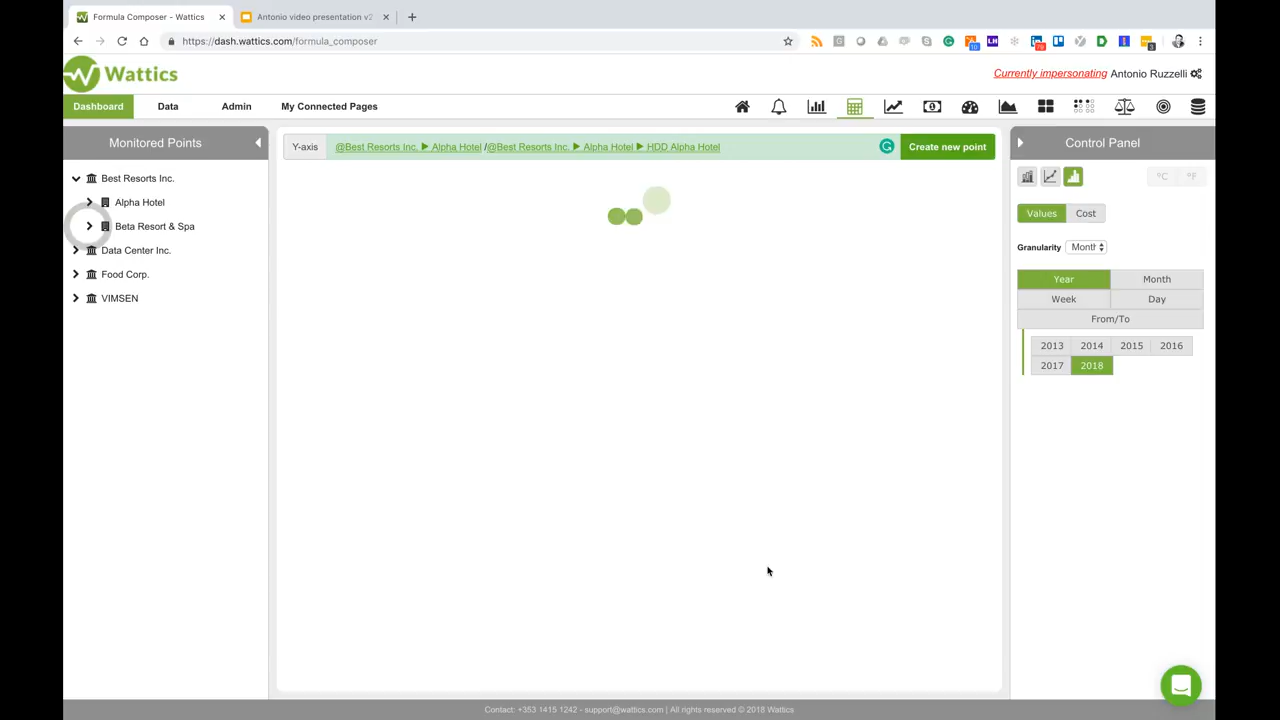 Formula Composer - Wattics
Antonio video presentation v2
https://dash.wattics.com/formula_composer
10
79
3
Wattics
Currently impersonating Antonio Ruzzelli
Dashboard Data Admin My Connected Pages
Monitored Points
Best Resorts Inc.
Alpha Hotel
Beta Resort & Spa
Data Center Inc.
Food Corp.
VIMSEN
Y-axis @Best Resorts Inc. ▶ Alpha Hotel /@Best Resorts Inc. ▶ Alpha Hotel ▶ HDD Alpha Hotel Create new point
Control Panel
°C °F
Values Cost
Granularity Month
Year Month
Week Day
From/To
2013 2014 2015 2016
2017 2018
Contact: +353 1415 1242 - support@wattics.com | All rights reserved © 2018 Wattics